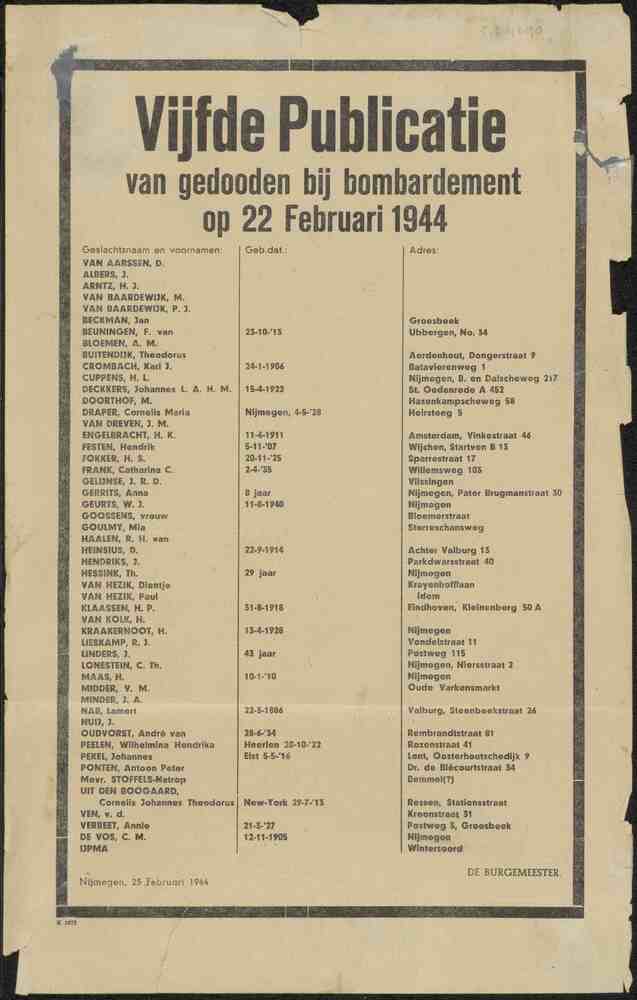 Vijfde Publicatie
van gedooden bij bombardement
op 22 Februari 1944
Geslachtsnaam en voornamen: Geb.dat.: Adres:
VAN AARSSEN, D.
ALBERS, J.
ARNTZ, H. J.
VAN BAARDEWIJK, M.
VAN BAARDEWIJK, P. J.
BECKMAN, Jan Groesbeek
BEUNINGEN, F. van 25-10-'15 Ubbergen, No. 54
BLOEMEN, A. M.
BUITENDIJK, Theodorus Aerdenhout, Dongerstraat 9
CROMBACH, Karl J. 24-1-1906 Batavierenweg 1
CUPPENS, H. L. Nijmegen, B. en Dalscheweg 217
DECKKERS, Johannes L. A. H. M. 15-4-1922 St. Oedenrode A 452
DOORTHOF, M. Hazenkampscheweg 58
DRAPER, Cornelis Maria Nijmegen, 4-5-'28 Heirsteeg 5
VAN DREVEN, J. M.
ENGELBRACHT, H. K. 11-6-1911 Amsterdam, Vinkestraat 46
FESTEN, Hendrik 5-11-'07 Wijchen, Startven B 15
FOKKER, H. S. 20-11-'25 Sparrestraat 17
FRANK, Catharina C. 2-4-'35 Willemsweg 105
GELIJNSE, J. R. D. Vlissingen
GERRITS, Anna 8 jaar Nijmegen, Pater Brugmanstraat 30
GEURTS, W. J. 11-8-1940 Nijmegen
GOOSSENS, vrouw Bloemerstraat
GOULMY, Mia Sterreschansweg
HAALEN, R. H. van
HEINSIUS, D. 22-9-1914 Achter Valburg 15
HENDRIKS, J. Parkdwarsstraat 40
HESSINK, Th. 29 jaar Nijmegen
VAN HEZIK, Dientje Krayenhofflaan
VAN HEZIK, Paul idem
KLAASSEN, H. P. 31-8-1918 Eindhoven, Kleinenberg 50 A
VAN KOLK, H.
KRAAKERNOOT, H. 13-4-1928 Nijmegen
LIESKAMP, R. J. Vondelstraat 11
LINDERS, J. 43 jaar Postweg 115
LONESTEIN, C. Th. Nijmegen, Niersstraat 2
MAAS, H. 10-1-'10 Nijmegen
MIDDER, V. M. Oude Varkensmarkt
MINDER, J. A.
NAB, Lamert 22-5-1886 Valburg, Steenbeekstraat 26
NUIJ, J.
OUDVORST, André van 28-6-'34 Rembrandtstraat 81
PEELEN, Wilhelmina Hendrika Heerlen 20-10-'22 Rozenstraat 41
PEKEL, Johannes Elst 5-5-'16 Lent, Oosterhoutschedijk 9
PONTEN, Antoon Peter Dr. de Blécourtstraat 54
Mevr. STOFFELS-Natrop Bemmel(?)
UIT DEN BOOGAARD,
Cornelis Johannes Theodorus New-York 29-7-'15 Ressen, Stationsstraat
VEN, v. d. Kroonstraat 31
VERBEET, Annie 21-5-'27 Postweg 5, Groesbeek
DE VOS, C. M. 12-11-1905 Nijmegen
IJPMA Wintersoord
DE BURGEMEESTER.
Nijmegen, 25 Februari 1944